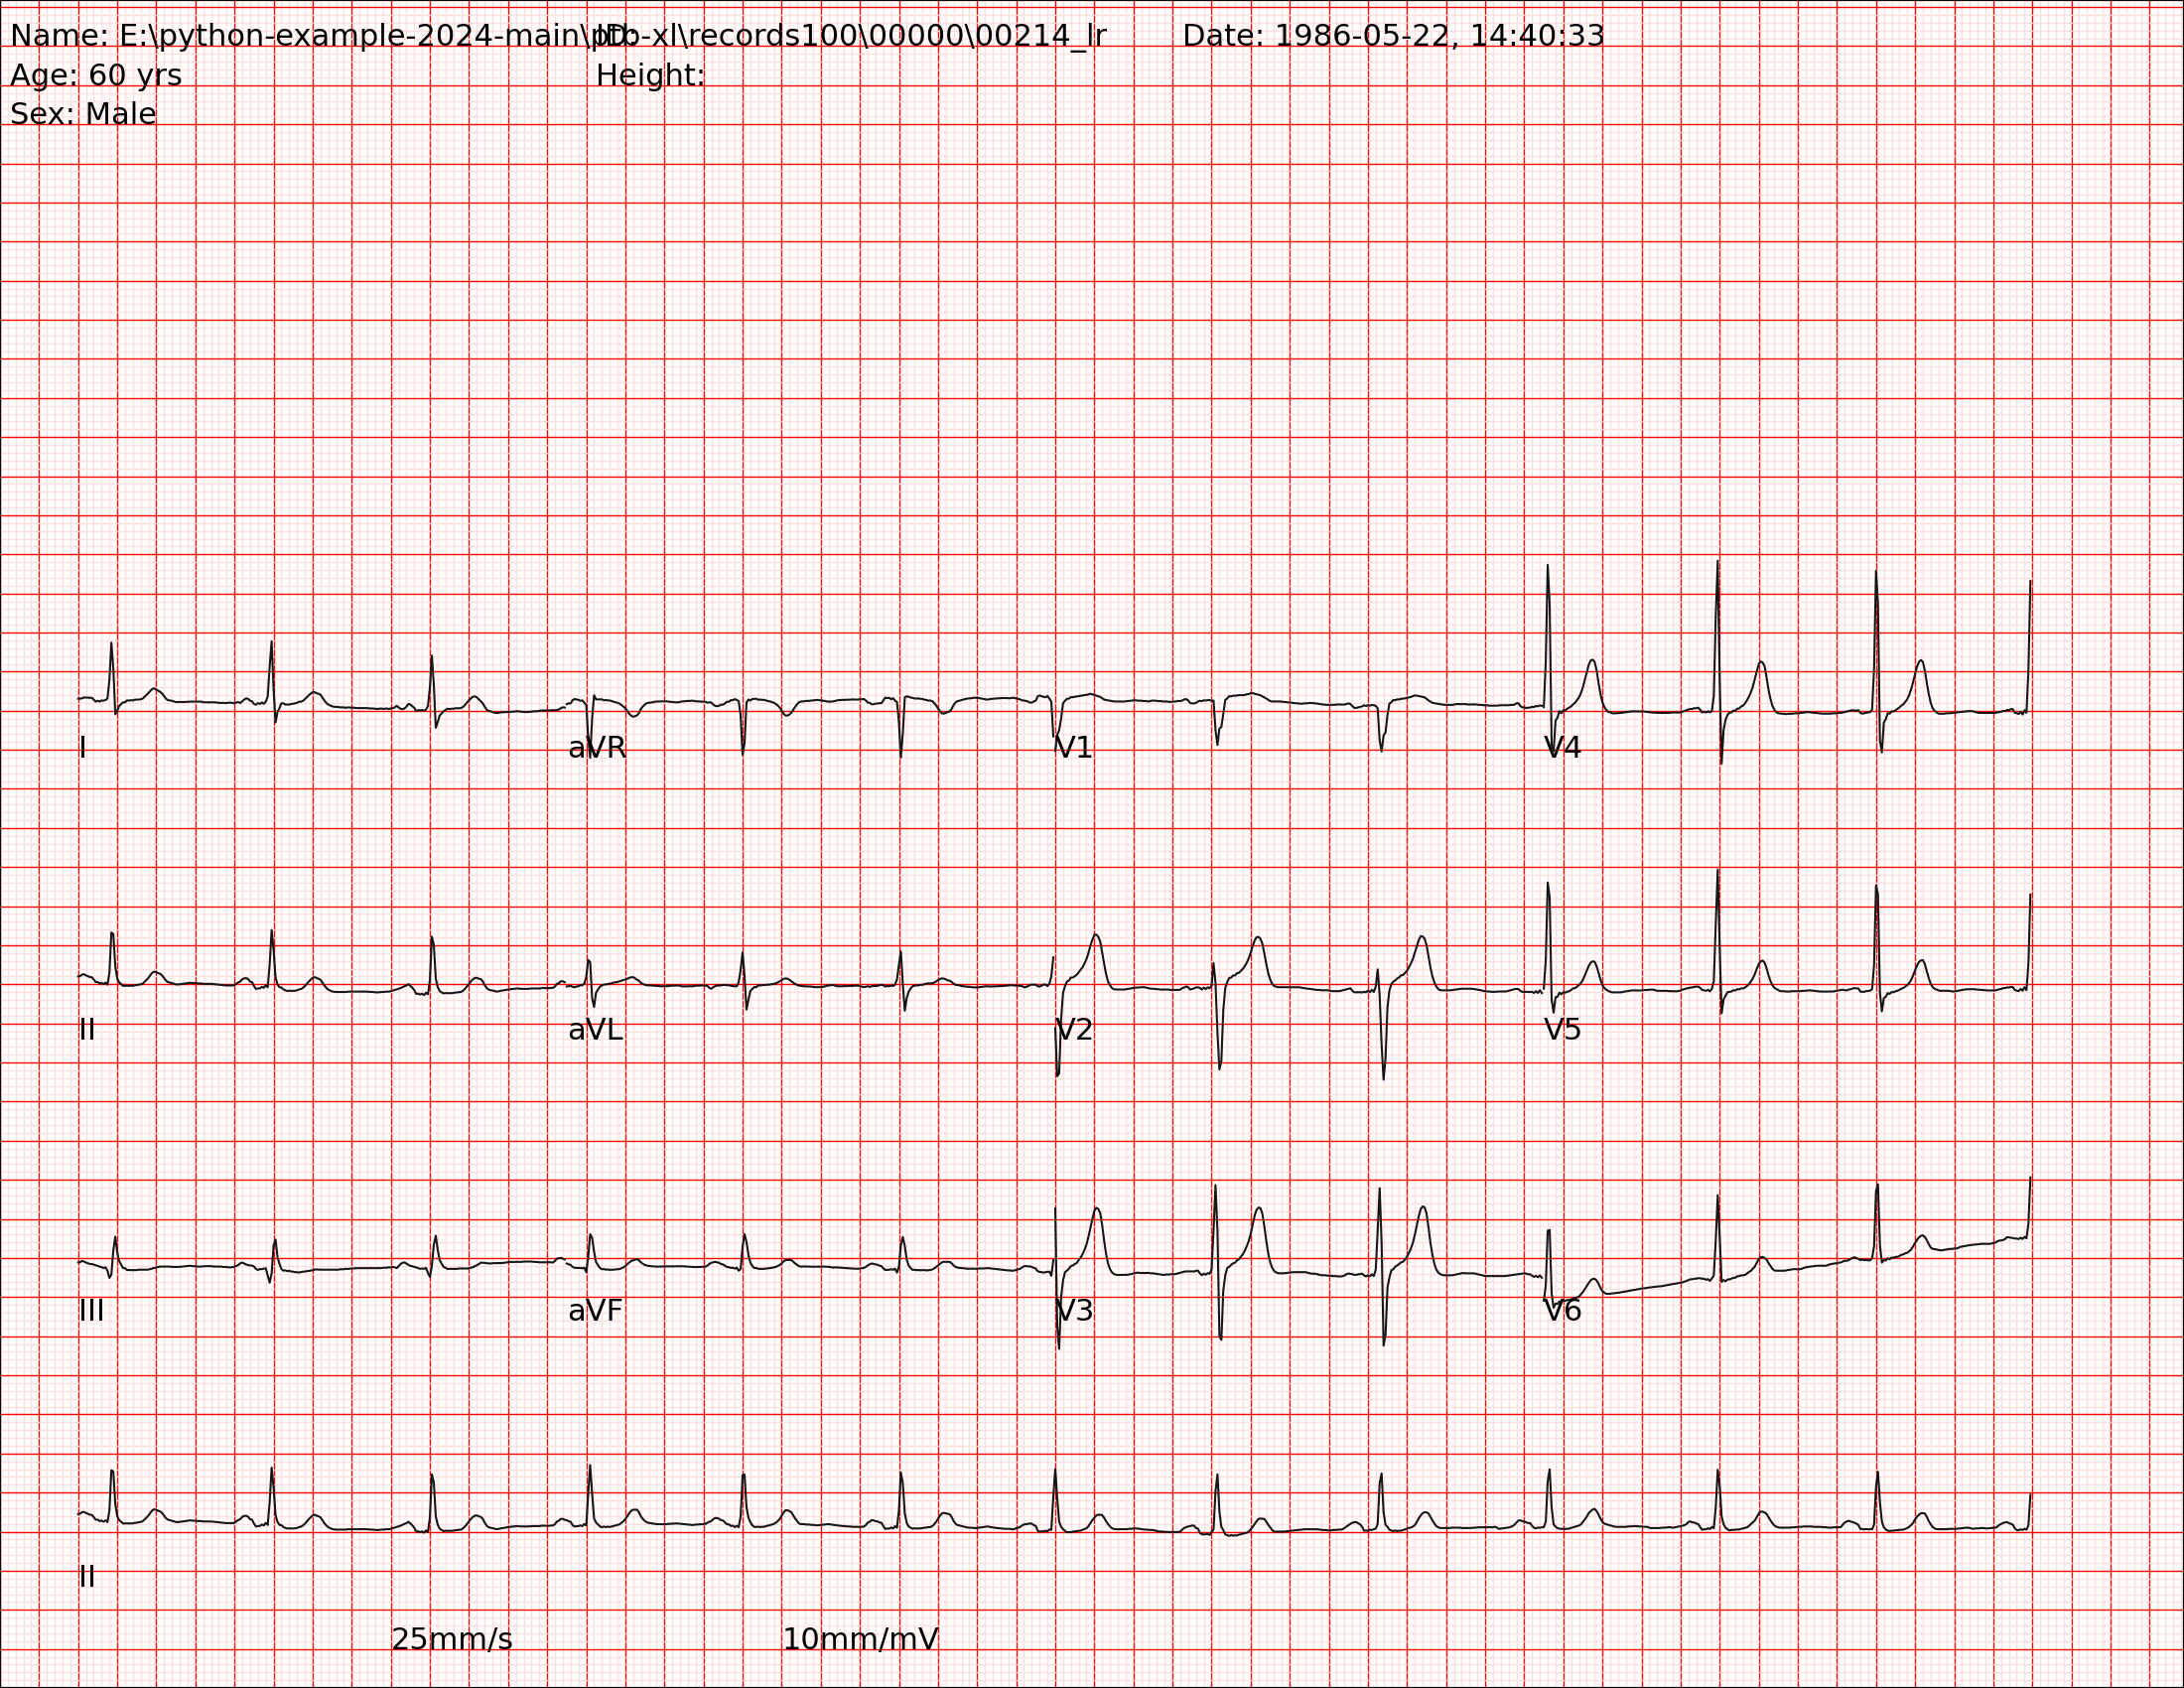 Name: E:\python-example-2024-main\ptb-xl\records100\00000\00214_lr ID: Date: 1986-05-22, 14:40:33
Age: 60 yrs Height:
Sex: Male
I aVR V1 V4
II aVL V2 V5
III aVF V3 V6
II
25mm/s 10mm/mV